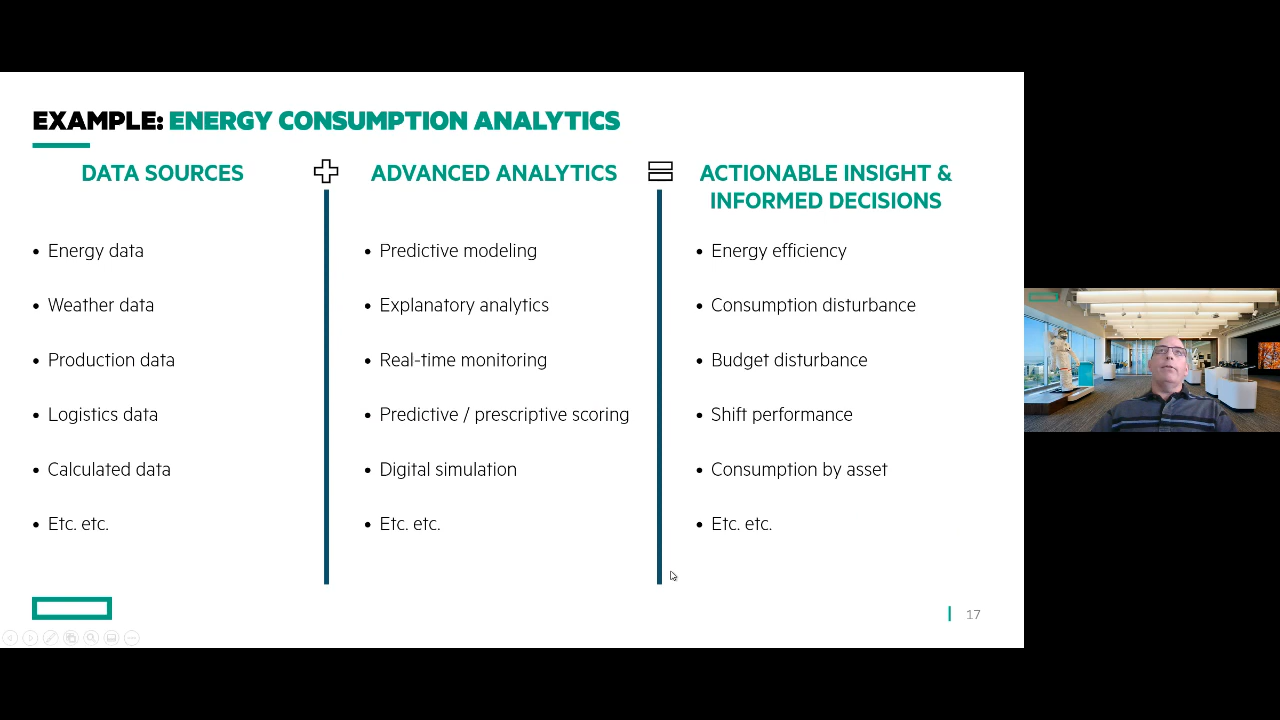 EXAMPLE: ENERGY CONSUMPTION ANALYTICS
DATA SOURCES
• Energy data
• Weather data
• Production data
• Logistics data
• Calculated data
• Etc. etc.
ADVANCED ANALYTICS
• Predictive modeling
• Explanatory analytics
• Real-time monitoring
• Predictive / prescriptive scoring
• Digital simulation
• Etc. etc.
ACTIONABLE INSIGHT &
INFORMED DECISIONS
• Energy efficiency
• Consumption disturbance
• Budget disturbance
• Shift performance
• Consumption by asset
• Etc. etc.
17